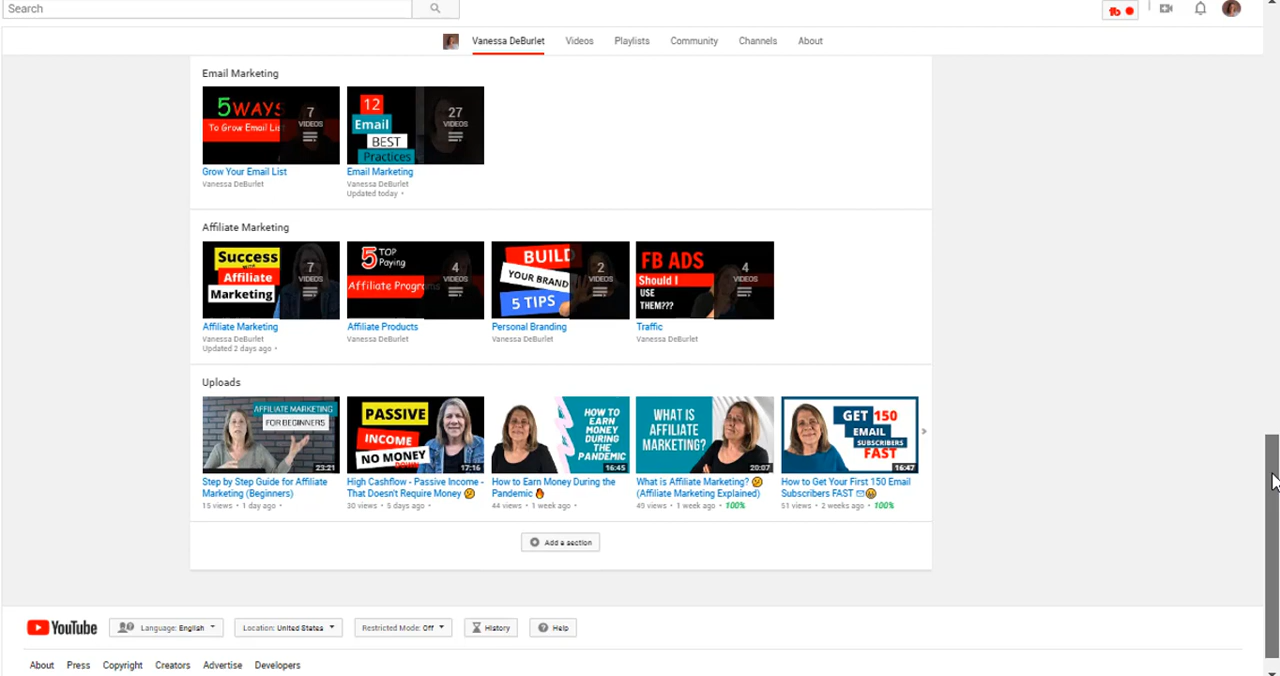 Search
Vanessa DeBurlet Videos Playlists Community Channels About
Email Marketing
5 WAYS
To Grow Email List
7
VIDEOS
12
Email
BEST
Practices
27
VIDEOS
Grow Your Email List
Vanessa DeBurlet
Email Marketing
Vanessa DeBurlet
Updated today •
Affiliate Marketing
Success
Affiliate
Marketing
7
VIDEOS
5 TOP
Paying
Affiliate Programs
4
VIDEOS
BUILD
YOUR BRAND
5 TIPS
2
VIDEOS
FB ADS
Should I
USE
THEM???
4
VIDEOS
Affiliate Marketing
Vanessa DeBurlet
Updated 2 days ago •
Affiliate Products
Vanessa DeBurlet
Personal Branding
Vanessa DeBurlet
Traffic
Vanessa DeBurlet
Uploads
AFFILIATE MARKETING
FOR BEGINNERS
23:21
PASSIVE
INCOME
NO MONEY
17:16
HOW TO
EARN
MONEY
DURING
THE
PANDEMIC
16:45
WHAT IS
AFFILIATE
MARKETING?
20:07
GET 150
EMAIL
SUBSCRIBERS
FAST
16:47
Step by Step Guide for Affiliate
Marketing (Beginners)
15 views • 1 day ago •
High Cashflow - Passive Income -
That Doesn't Require Money 🤔
30 views • 5 days ago •
How to Earn Money During the
Pandemic 🔥
44 views • 1 week ago •
What is Affiliate Marketing? 🤔
(Affiliate Marketing Explained)
49 views • 1 week ago • 100%
How to Get Your First 150 Email
Subscribers FAST ✉😀
51 views • 2 weeks ago • 100%
Add a section
YouTube Language: English Location: United States Restricted Mode: Off History Help
About Press Copyright Creators Advertise Developers